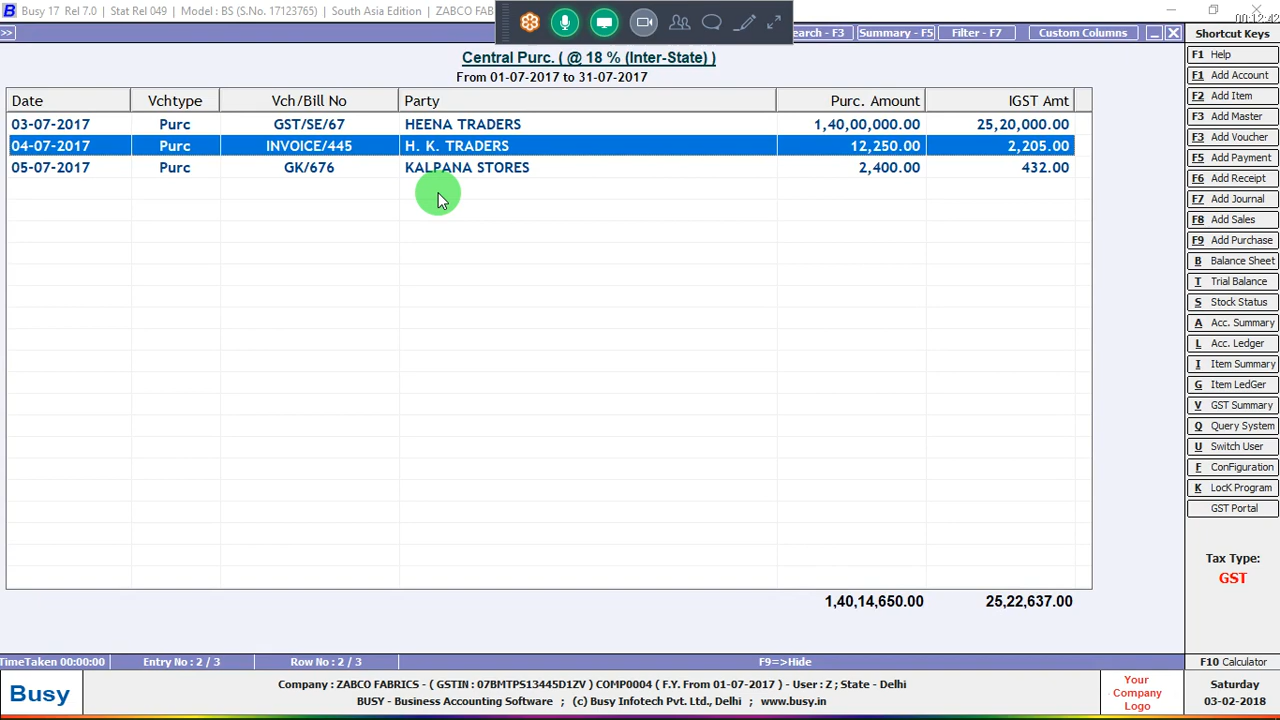 Busy 17 Rel 7.0 | Stat Rel 049 | Model : BS (S.No. 17123765) | South Asia Edition | ZABCO FAB
00:12:42
>>
earch - F3 Summary - F5 Filter - F7 Custom Columns
Central Purc. ( @ 18 % (Inter-State) )
From 01-07-2017 to 31-07-2017
Date Vchtype Vch/Bill No Party Purc. Amount IGST Amt
03-07-2017 Purc GST/SE/67 HEENA TRADERS 1,40,00,000.00 25,20,000.00
04-07-2017 Purc INVOICE/445 H. K. TRADERS 12,250.00 2,205.00
05-07-2017 Purc GK/676 KALPANA STORES 2,400.00 432.00
1,40,14,650.00 25,22,637.00
Shortcut Keys
F1 Help
F1 Add Account
F2 Add Item
F3 Add Master
F3 Add Voucher
F5 Add Payment
F6 Add Receipt
F7 Add Journal
F8 Add Sales
F9 Add Purchase
B Balance Sheet
T Trial Balance
S Stock Status
A Acc. Summary
L Acc. Ledger
I Item Summary
G Item LedGer
V GST Summary
Q Query System
U Switch User
F ConFiguration
K LocK Program
GST Portal
Tax Type:
GST
TimeTaken 00:00:00 Entry No : 2 / 3 Row No : 2 / 3 F9=>Hide
F10 Calculator
Busy
Company : ZABCO FABRICS - ( GSTIN : 07BMTPS13445D1ZV ) COMP0004 ( F.Y. From 01-07-2017 ) - User : Z ; State - Delhi
BUSY - Business Accounting Software ; (c) Busy Infotech Pvt. Ltd., Delhi ; www.busy.in
Your
Company
Logo
Saturday
03-02-2018